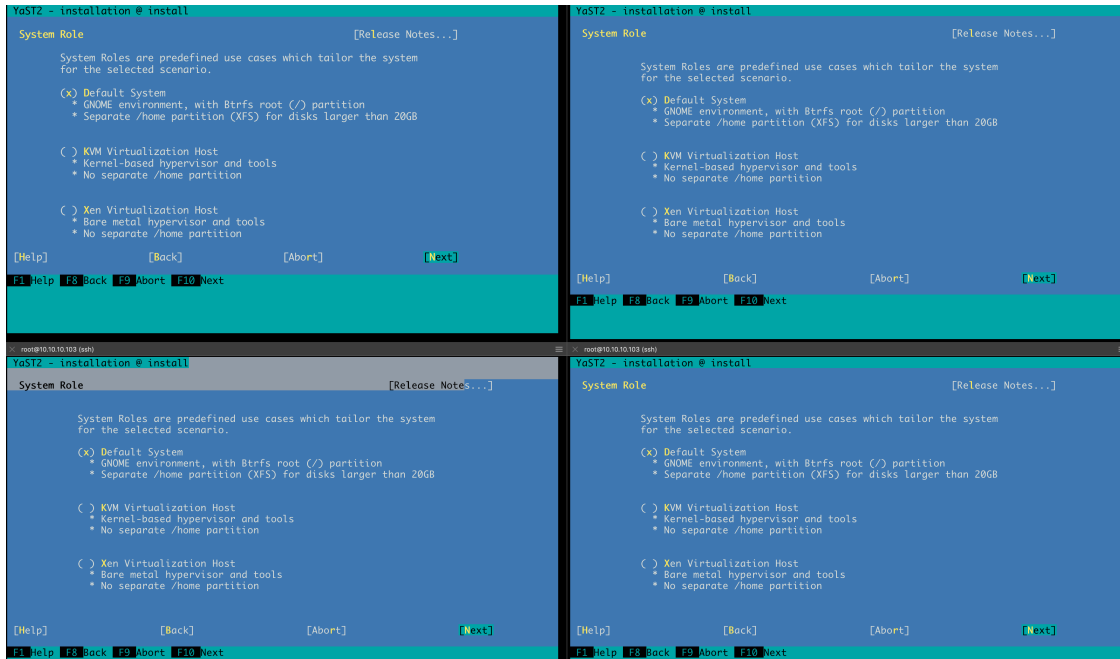 YaST2 - installation @ install
System Role [Release Notes...]
System Roles are predefined use cases which tailor the system
for the selected scenario.
(x) Default System
* GNOME environment, with Btrfs root (/) partition
* Separate /home partition (XFS) for disks larger than 20GB
( ) KVM Virtualization Host
* Kernel-based hypervisor and tools
* No separate /home partition
( ) Xen Virtualization Host
* Bare metal hypervisor and tools
* No separate /home partition
[Help] [Back] [Abort] [Next]
F1 Help F8 Back F9 Abort F10 Next
YaST2 - installation @ install
System Role [Release Notes...]
System Roles are predefined use cases which tailor the system
for the selected scenario.
(x) Default System
* GNOME environment, with Btrfs root (/) partition
* Separate /home partition (XFS) for disks larger than 20GB
( ) KVM Virtualization Host
* Kernel-based hypervisor and tools
* No separate /home partition
( ) Xen Virtualization Host
* Bare metal hypervisor and tools
* No separate /home partition
[Help] [Back] [Abort] [Next]
F1 Help F8 Back F9 Abort F10 Next
root@10.10.10.103 (ssh)
YaST2 - installation @ install
System Role [Release Notes...]
System Roles are predefined use cases which tailor the system
for the selected scenario.
(x) Default System
* GNOME environment, with Btrfs root (/) partition
* Separate /home partition (XFS) for disks larger than 20GB
( ) KVM Virtualization Host
* Kernel-based hypervisor and tools
* No separate /home partition
( ) Xen Virtualization Host
* Bare metal hypervisor and tools
* No separate /home partition
[Help] [Back] [Abort] [Next]
F1 Help F8 Back F9 Abort F10 Next
root@10.10.10.103 (ssh)
YaST2 - installation @ install
System Role [Release Notes...]
System Roles are predefined use cases which tailor the system
for the selected scenario.
(x) Default System
* GNOME environment, with Btrfs root (/) partition
* Separate /home partition (XFS) for disks larger than 20GB
( ) KVM Virtualization Host
* Kernel-based hypervisor and tools
* No separate /home partition
( ) Xen Virtualization Host
* Bare metal hypervisor and tools
* No separate /home partition
[Help] [Back] [Abort] [Next]
F1 Help F8 Back F9 Abort F10 Next